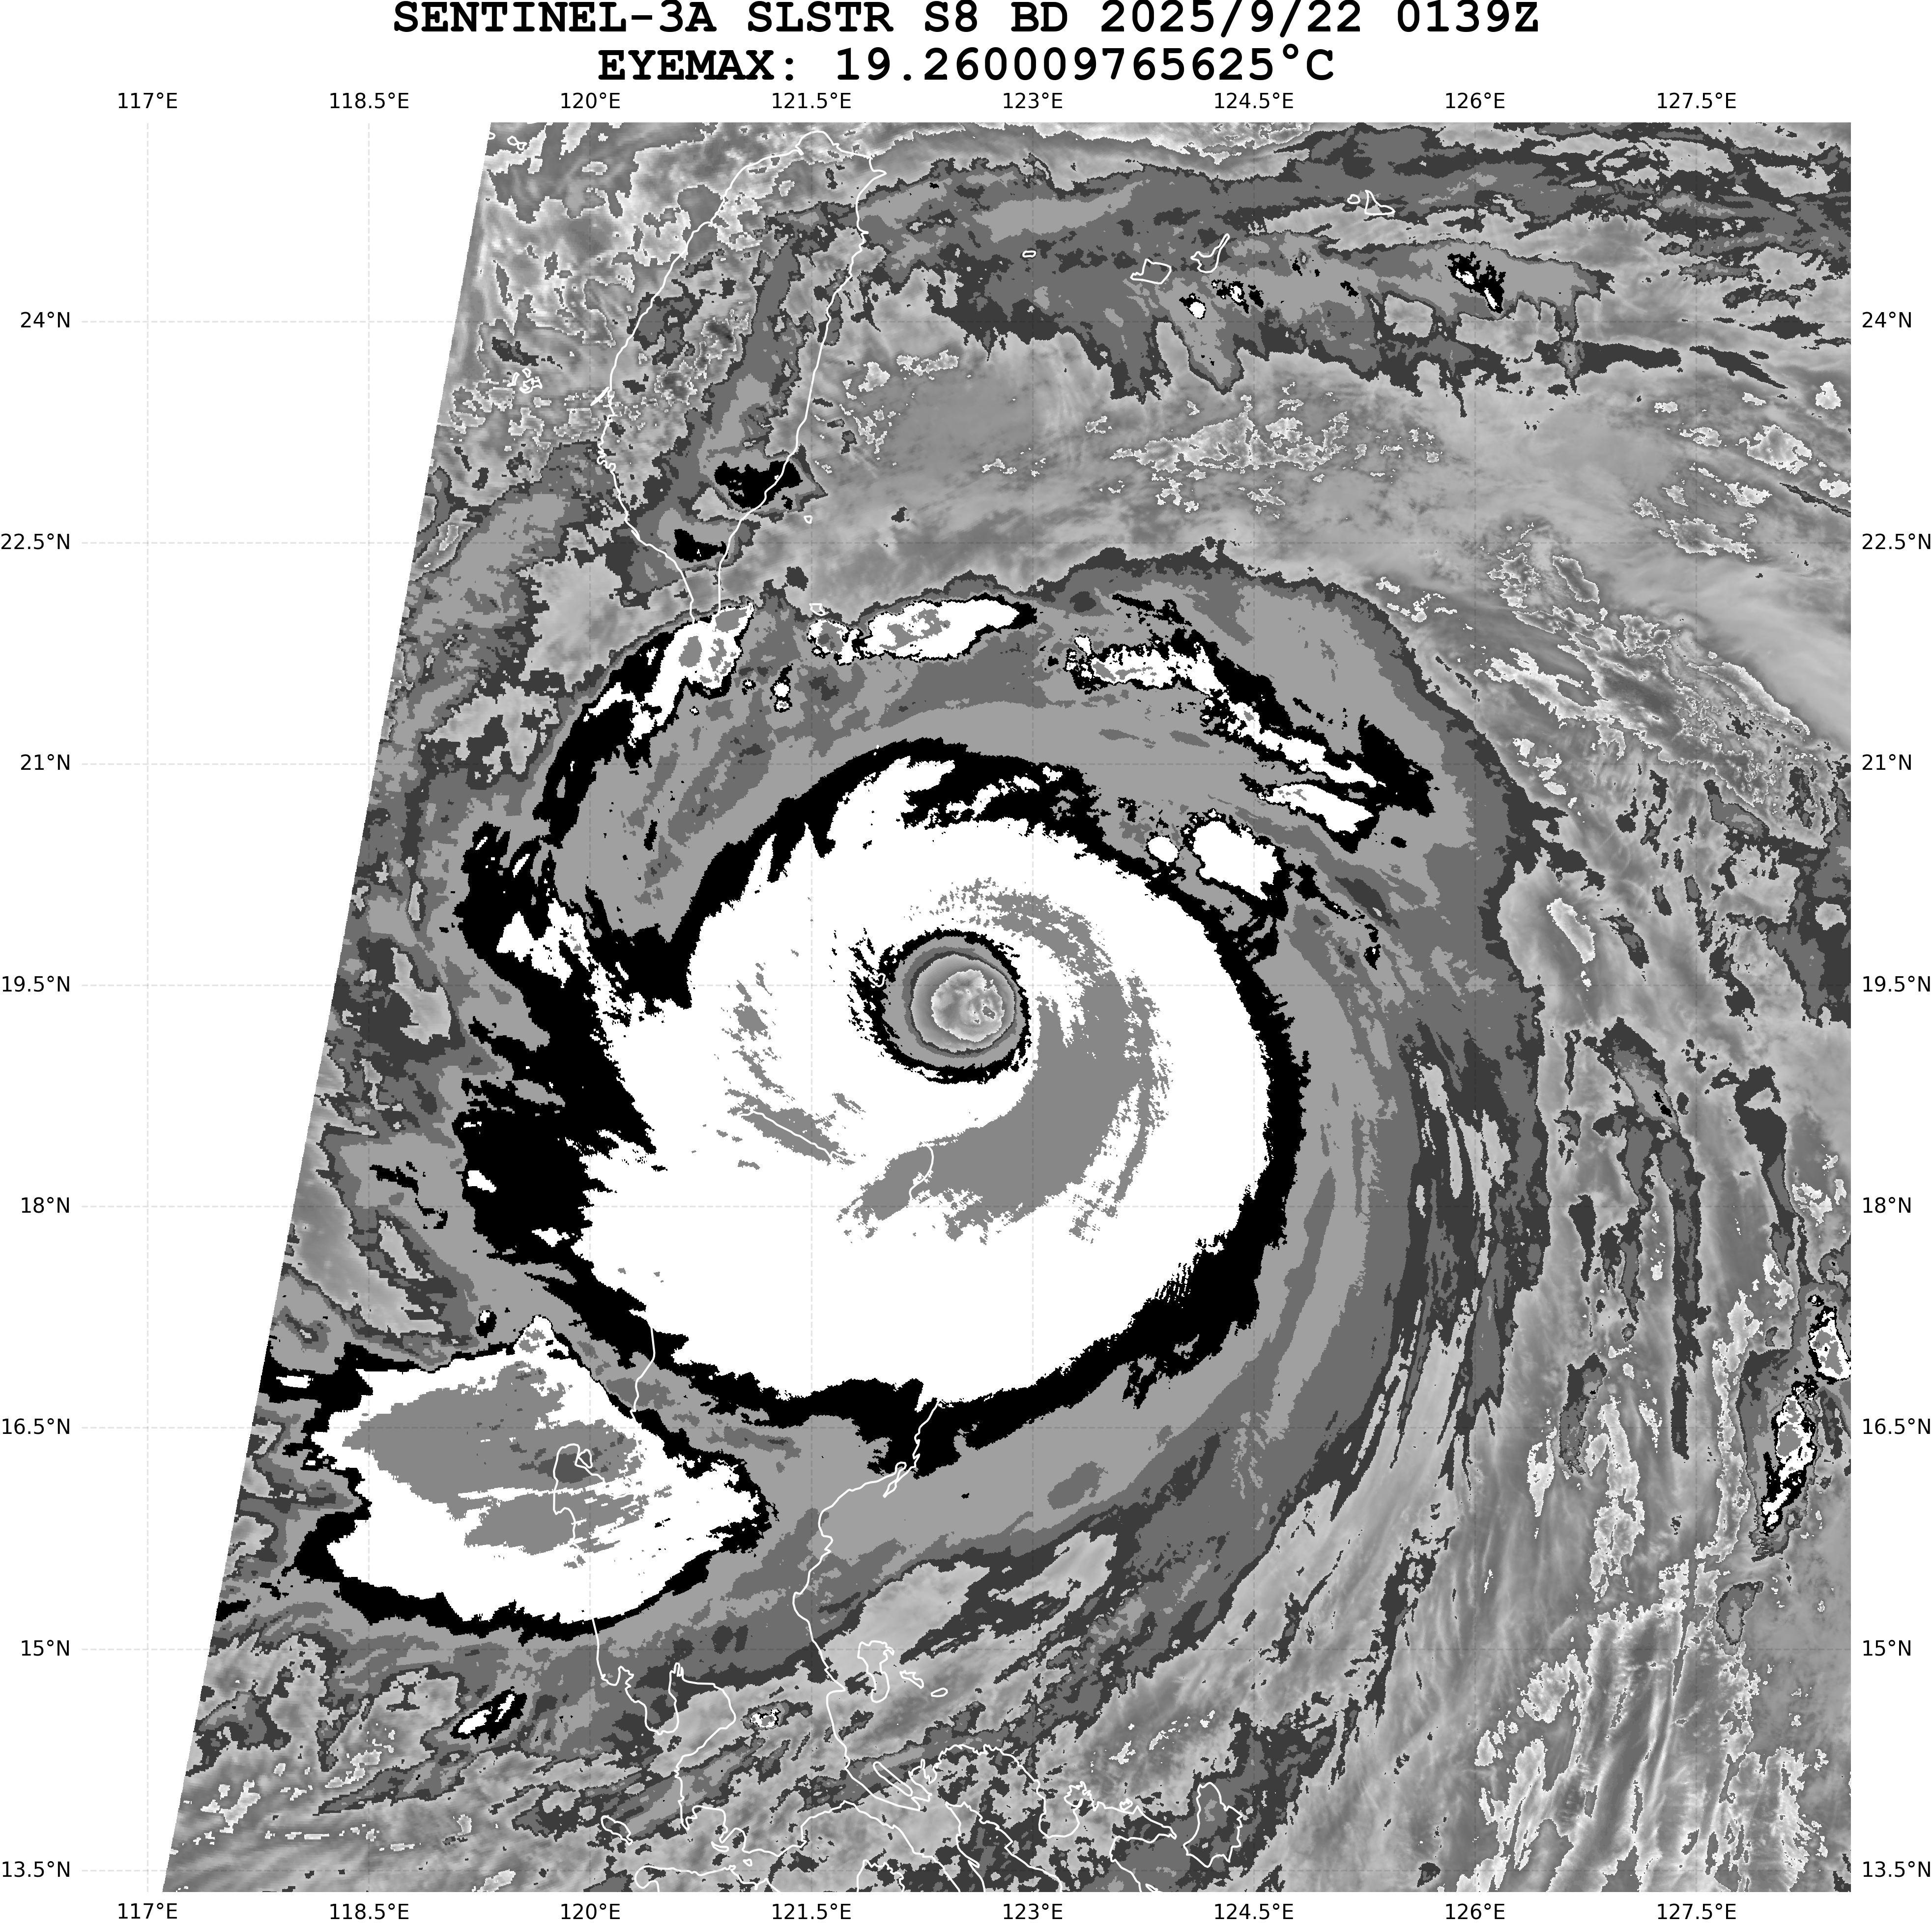 SENTINEL-3A SLSTR S8 BD 2025/9/22 0139Z
EYEMAX: 19.260009765625°C
117°E 118.5°E 120°E 121.5°E 123°E 124.5°E 126°E 127.5°E
24°N 24°N
22.5°N 22.5°N
21°N 21°N
19.5°N 19.5°N
18°N 18°N
16.5°N 16.5°N
15°N 15°N
13.5°N 13.5°N
117°E 118.5°E 120°E 121.5°E 123°E 124.5°E 126°E 127.5°E